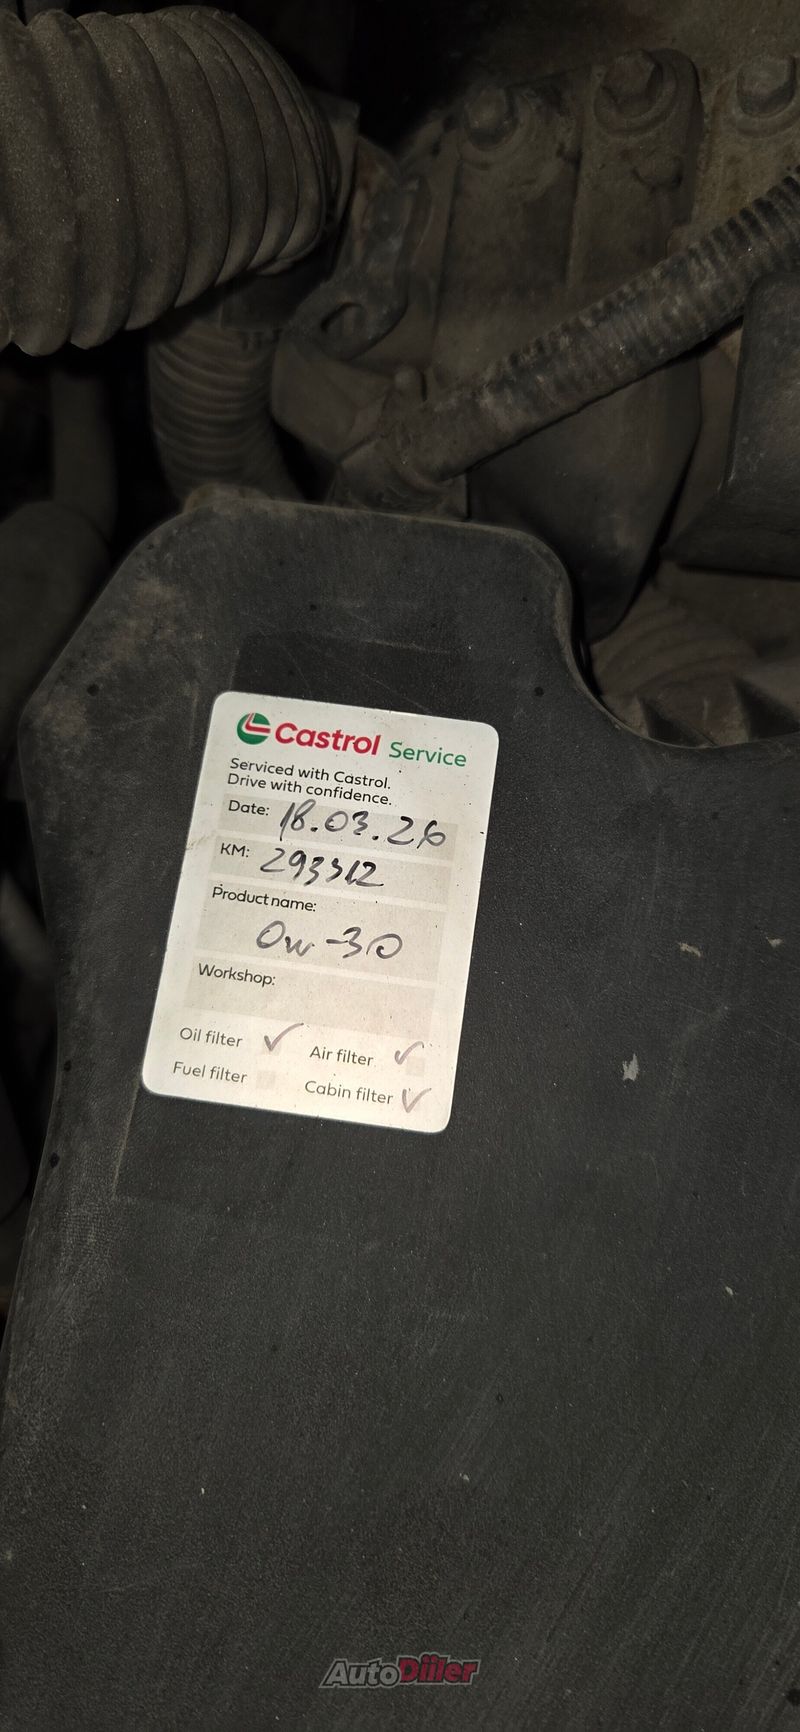 Castrol Service
Serviced with Castrol.
Drive with confidence.
Date: 18.03.26
KM: 293312
Product name:
Ow-30
Workshop:
Oil filter ✓ Air filter ✓
Fuel filter Cabin filter ✓
AutoDiiler